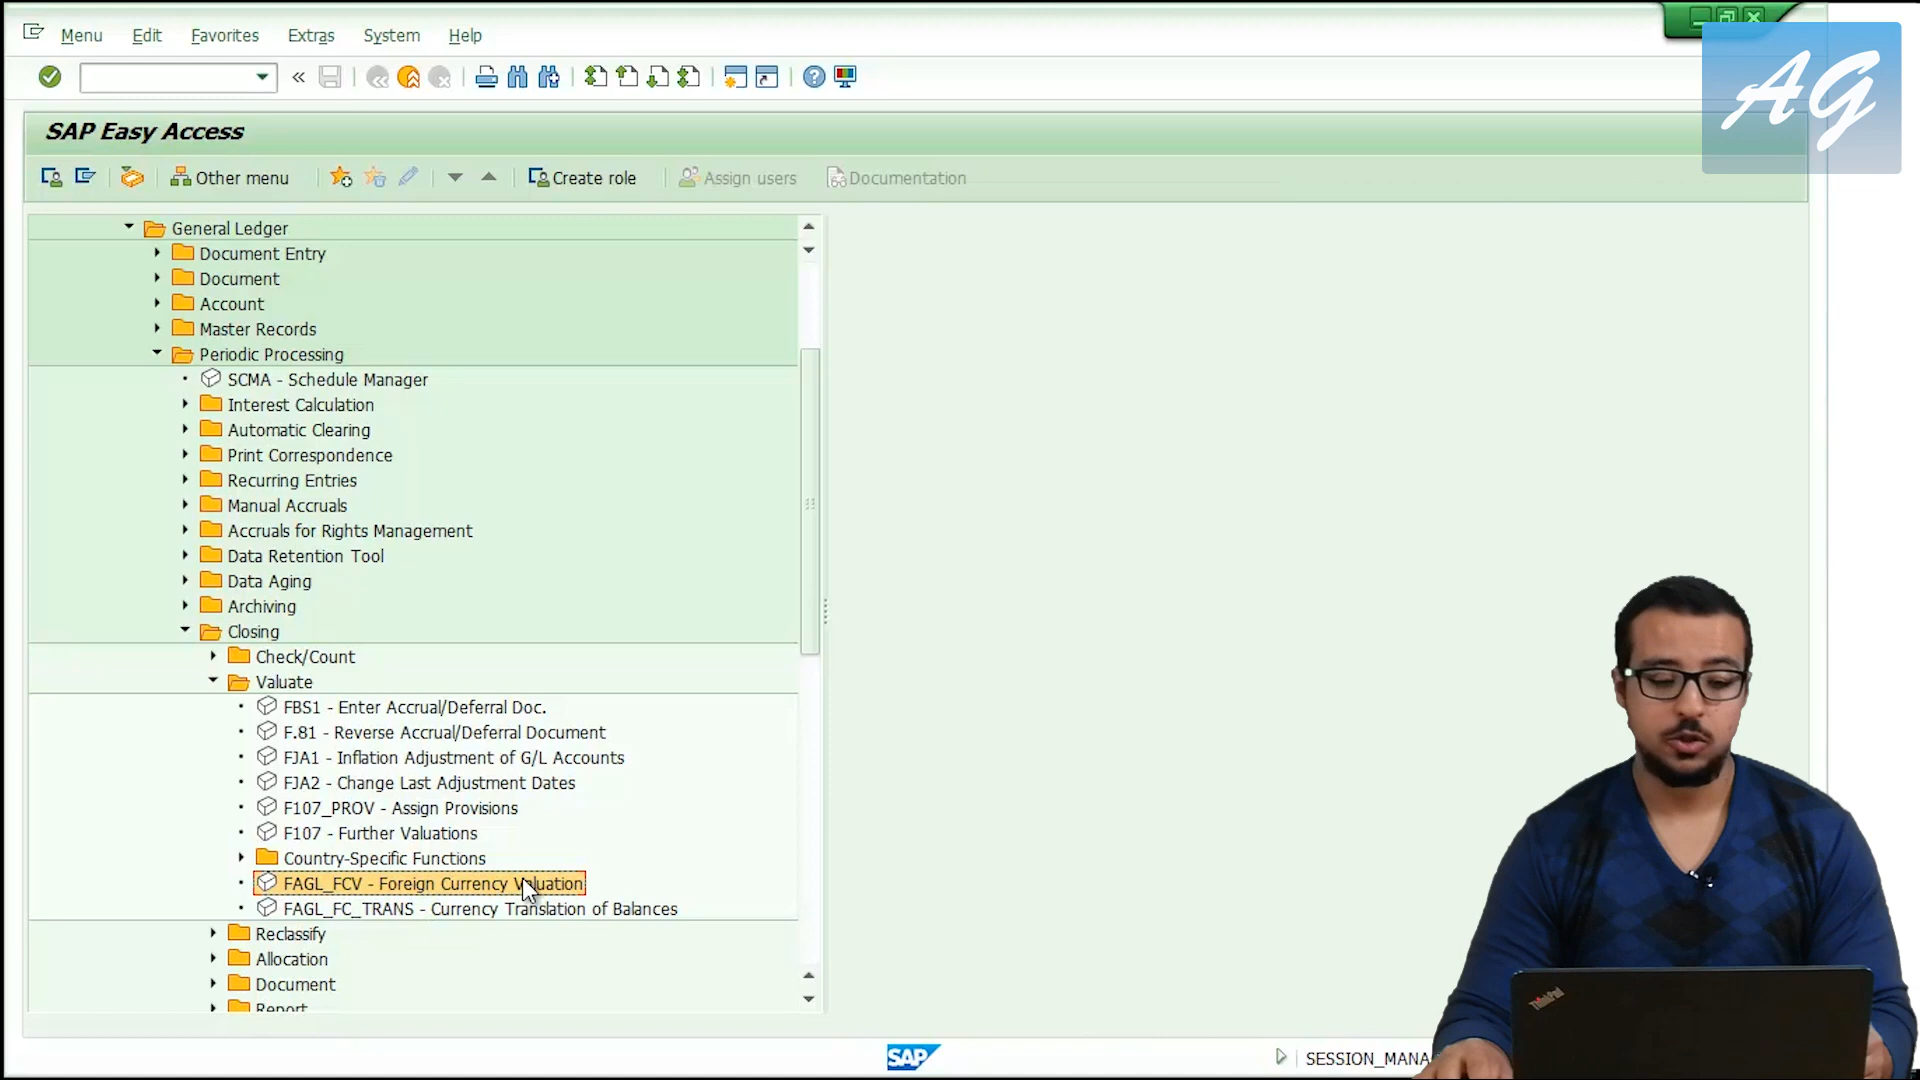 Menu Edit Favorites Extras System Help
AG
SAP Easy Access
Other menu Create role Assign users Documentation
General Ledger
Document Entry
Document
Account
Master Records
Periodic Processing
SCMA - Schedule Manager
Interest Calculation
Automatic Clearing
Print Correspondence
Recurring Entries
Manual Accruals
Accruals for Rights Management
Data Retention Tool
Data Aging
Archiving
Closing
Check/Count
Valuate
FBS1 - Enter Accrual/Deferral Doc.
F.81 - Reverse Accrual/Deferral Document
FJA1 - Inflation Adjustment of G/L Accounts
FJA2 - Change Last Adjustment Dates
F107_PROV - Assign Provisions
F107 - Further Valuations
Country-Specific Functions
FAGL_FCV - Foreign Currency Valuation
FAGL_FC_TRANS - Currency Translation of Balances
Reclassify
Allocation
Document
Report
SAP SESSION_MANA
ThinkPad